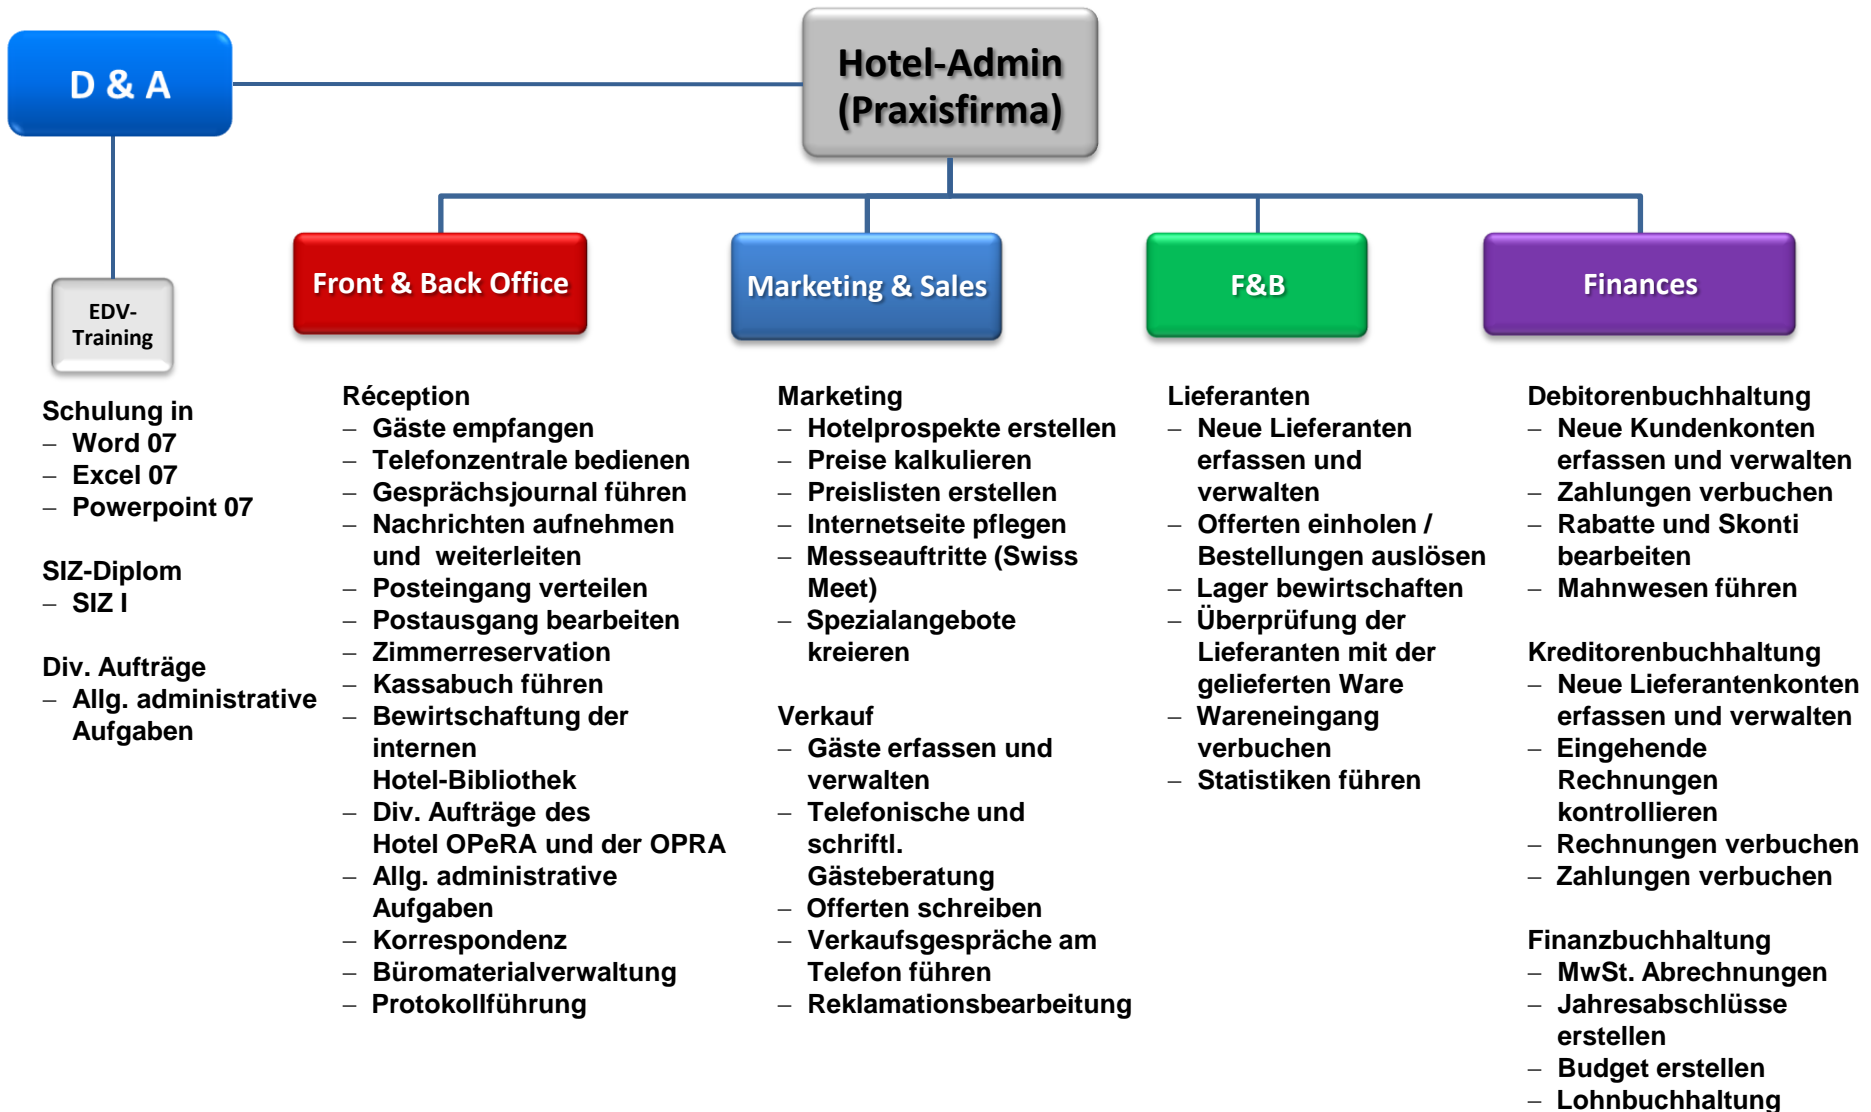 D & A
Hotel-Admin
(Praxisfirma)
EDV-
Training
Schulung in
– Word 07
– Excel 07
– Powerpoint 07
SIZ-Diplom
– SIZ I
Div. Aufträge
– Allg. administrative
Aufgaben
Front & Back Office
Réception
– Gäste empfangen
– Telefonzentrale bedienen
– Gesprächsjournal führen
– Nachrichten aufnehmen
und weiterleiten
– Posteingang verteilen
– Postausgang bearbeiten
– Zimmerreservation
– Kassabuch führen
– Bewirtschaftung der
internen
Hotel-Bibliothek
– Div. Aufträge des
Hotel OPeRA und der OPRA
– Allg. administrative
Aufgaben
– Korrespondenz
– Büromaterialverwaltung
– Protokollführung
Marketing & Sales
Marketing
– Hotelprospekte erstellen
– Preise kalkulieren
– Preislisten erstellen
– Internetseite pflegen
– Messeauftritte (Swiss
Meet)
– Spezialangebote
kreieren
Verkauf
– Gäste erfassen und
verwalten
– Telefonische und
schriftl.
Gästeberatung
– Offerten schreiben
– Verkaufsgespräche am
Telefon führen
– Reklamationsbearbeitung
F&B
Lieferanten
– Neue Lieferanten
erfassen und
verwalten
– Offerten einholen /
Bestellungen auslösen
– Lager bewirtschaften
– Überprüfung der
Lieferanten mit der
gelieferten Ware
– Wareneingang
verbuchen
– Statistiken führen
Finances
Debitorenbuchhaltung
– Neue Kundenkonten
erfassen und verwalten
– Zahlungen verbuchen
– Rabatte und Skonti
bearbeiten
– Mahnwesen führen
Kreditorenbuchhaltung
– Neue Lieferantenkonten
erfassen und verwalten
– Eingehende
Rechnungen
kontrollieren
– Rechnungen verbuchen
– Zahlungen verbuchen
Finanzbuchhaltung
– MwSt. Abrechnungen
– Jahresabschlüsse
erstellen
– Budget erstellen
– Lohnbuchhaltung